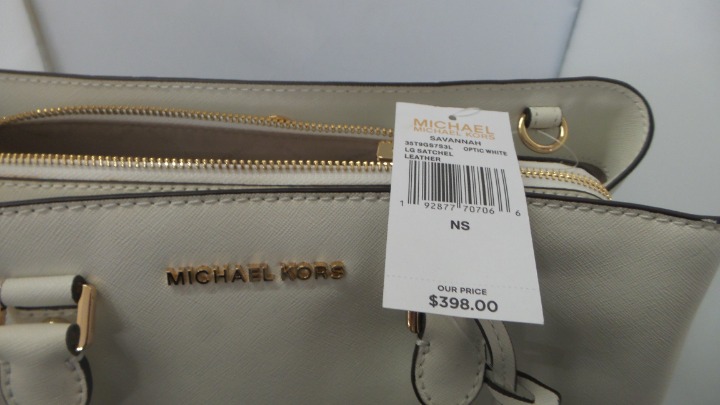 MICHAEL
MICHAEL KORS
SAVANNAH
35T9GS7S3L OPTIC WHITE
LG SATCHEL
LEATHER
1 92877 70706 6
NS
OUR PRICE
$398.00
MICHAEL KORS